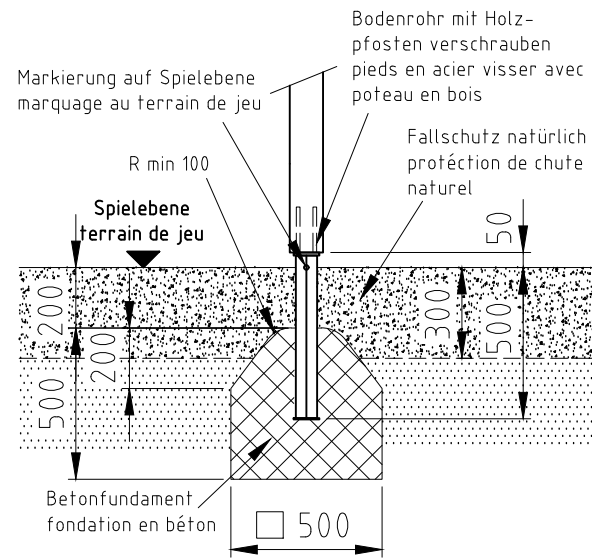 Bodenrohr mit Holz-
pfosten verschrauben
pieds en acier visser avec
poteau en bois
Markierung auf Spielebene
marquage au terrain de jeu
Fallschutz natürlich
protéction de chute
naturel
R min 100
Spielebene
terrain de jeu
50
200
300
500
200
500
Betonfundament
fondation en béton
□ 500